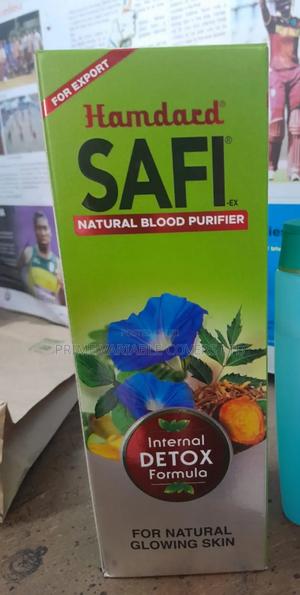 FOR EXPORT
Hamdard®
SAFI®
-EX
NATURAL BLOOD PURIFIER
Internal
DETOX
Formula
FOR NATURAL
GLOWING SKIN